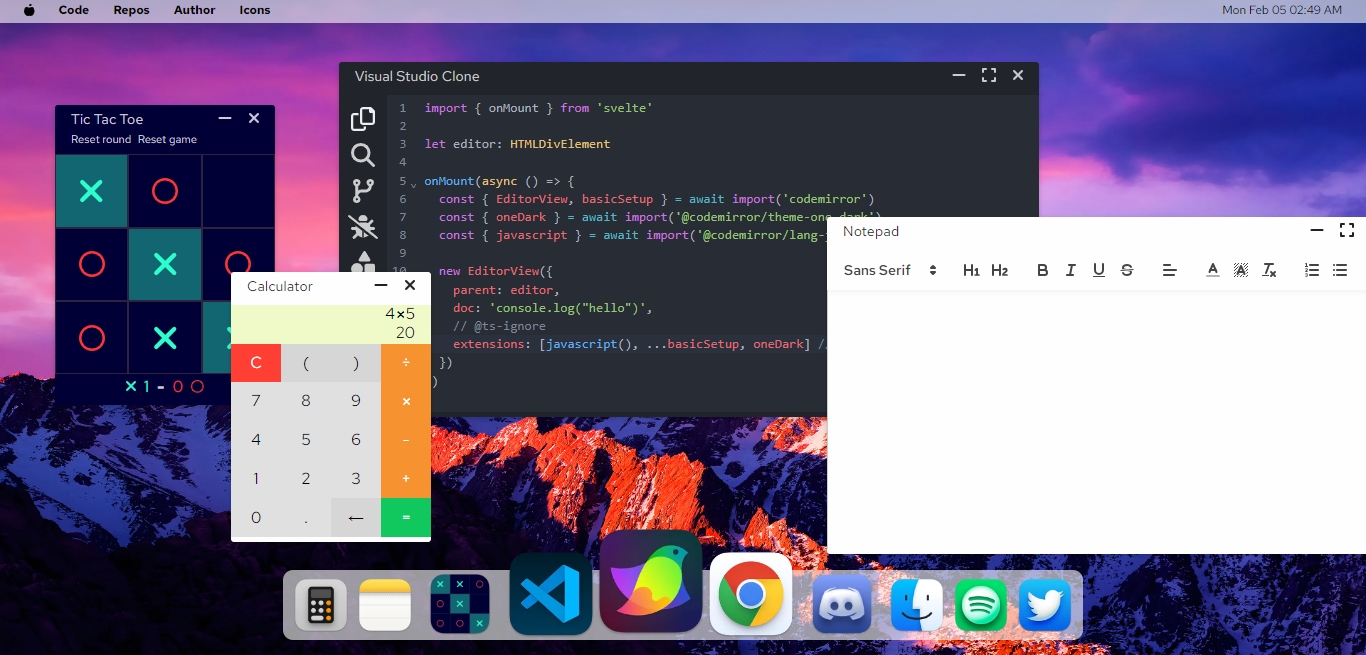 Code Repos Author Icons
Mon Feb 05 02:49 AM
Visual Studio Clone
1 import { onMount } from 'svelte'
2
3 let editor: HTMLDivElement
4
5 onMount(async () => {
6 const { EditorView, basicSetup } = await import('codemirror')
7 const { oneDark } = await import('@codemirror/theme-one-dark')
8 const { javascript } = await import('@codemirror/lang-
9
10 new EditorView({
parent: editor,
doc: 'console.log("hello")',
// @ts-ignore
extensions: [javascript(), ...basicSetup, oneDark] //
})
)
Tic Tac Toe
Reset round Reset game
× 1 - 0 ○
Notepad
Sans Serif H1 H2 B I U S A A Tx
Calculator
4×5
20
C ( ) ÷
7 8 9 ×
4 5 6 -
1 2 3 +
0 . ← =